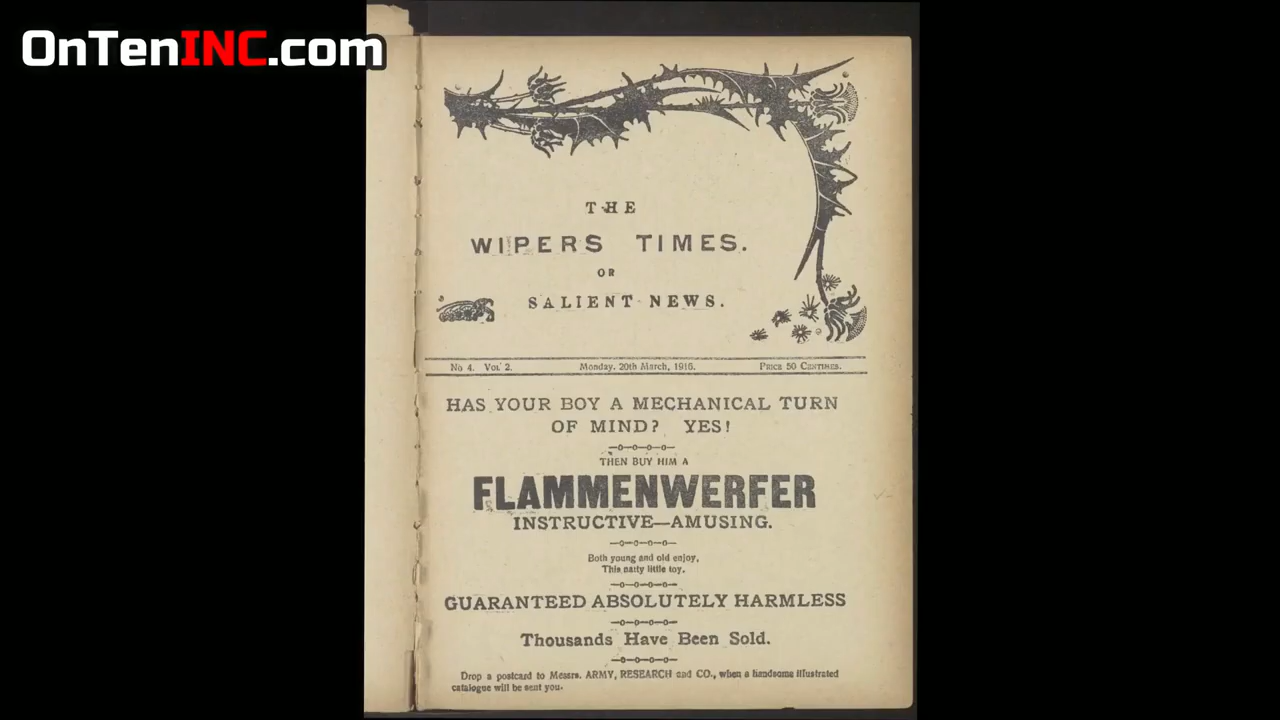 OnTenINC.com
THE
WIPERS TIMES.
OR
SALIENT NEWS.
No 4. Vol 2. Monday. 20th March, 1916. PRICE 50 CENTIMES.
HAS YOUR BOY A MECHANICAL TURN
OF MIND? YES!
THEN BUY HIM A
FLAMMENWERFER
INSTRUCTIVE—AMUSING.
Both young and old enjoy,
This natty little toy.
GUARANTEED ABSOLUTELY HARMLESS
Thousands Have Been Sold.
Drop a postcard to Messrs. ARMY, RESEARCH and CO., when a handsome illustrated
catalogue will be sent you.